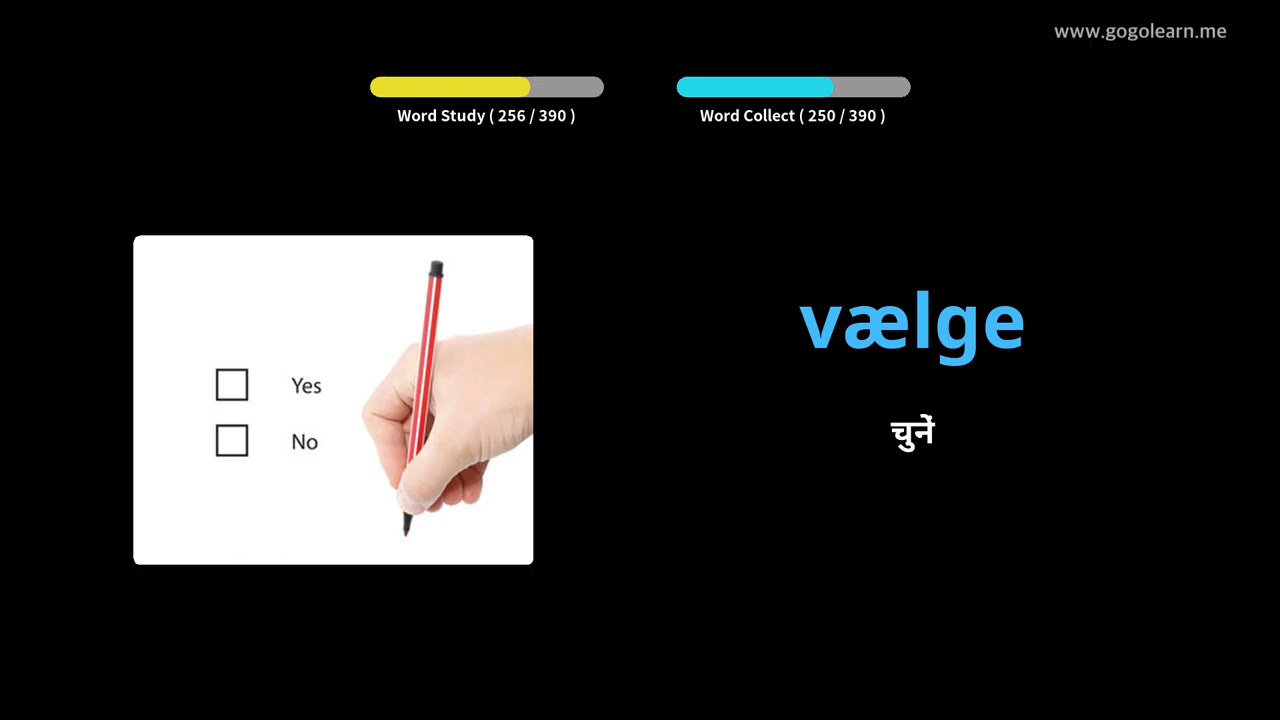 www.gogolearn.me
Word Study ( 256 / 390 )
Word Collect ( 250 / 390 )
Yes
No
vælge
चुनें